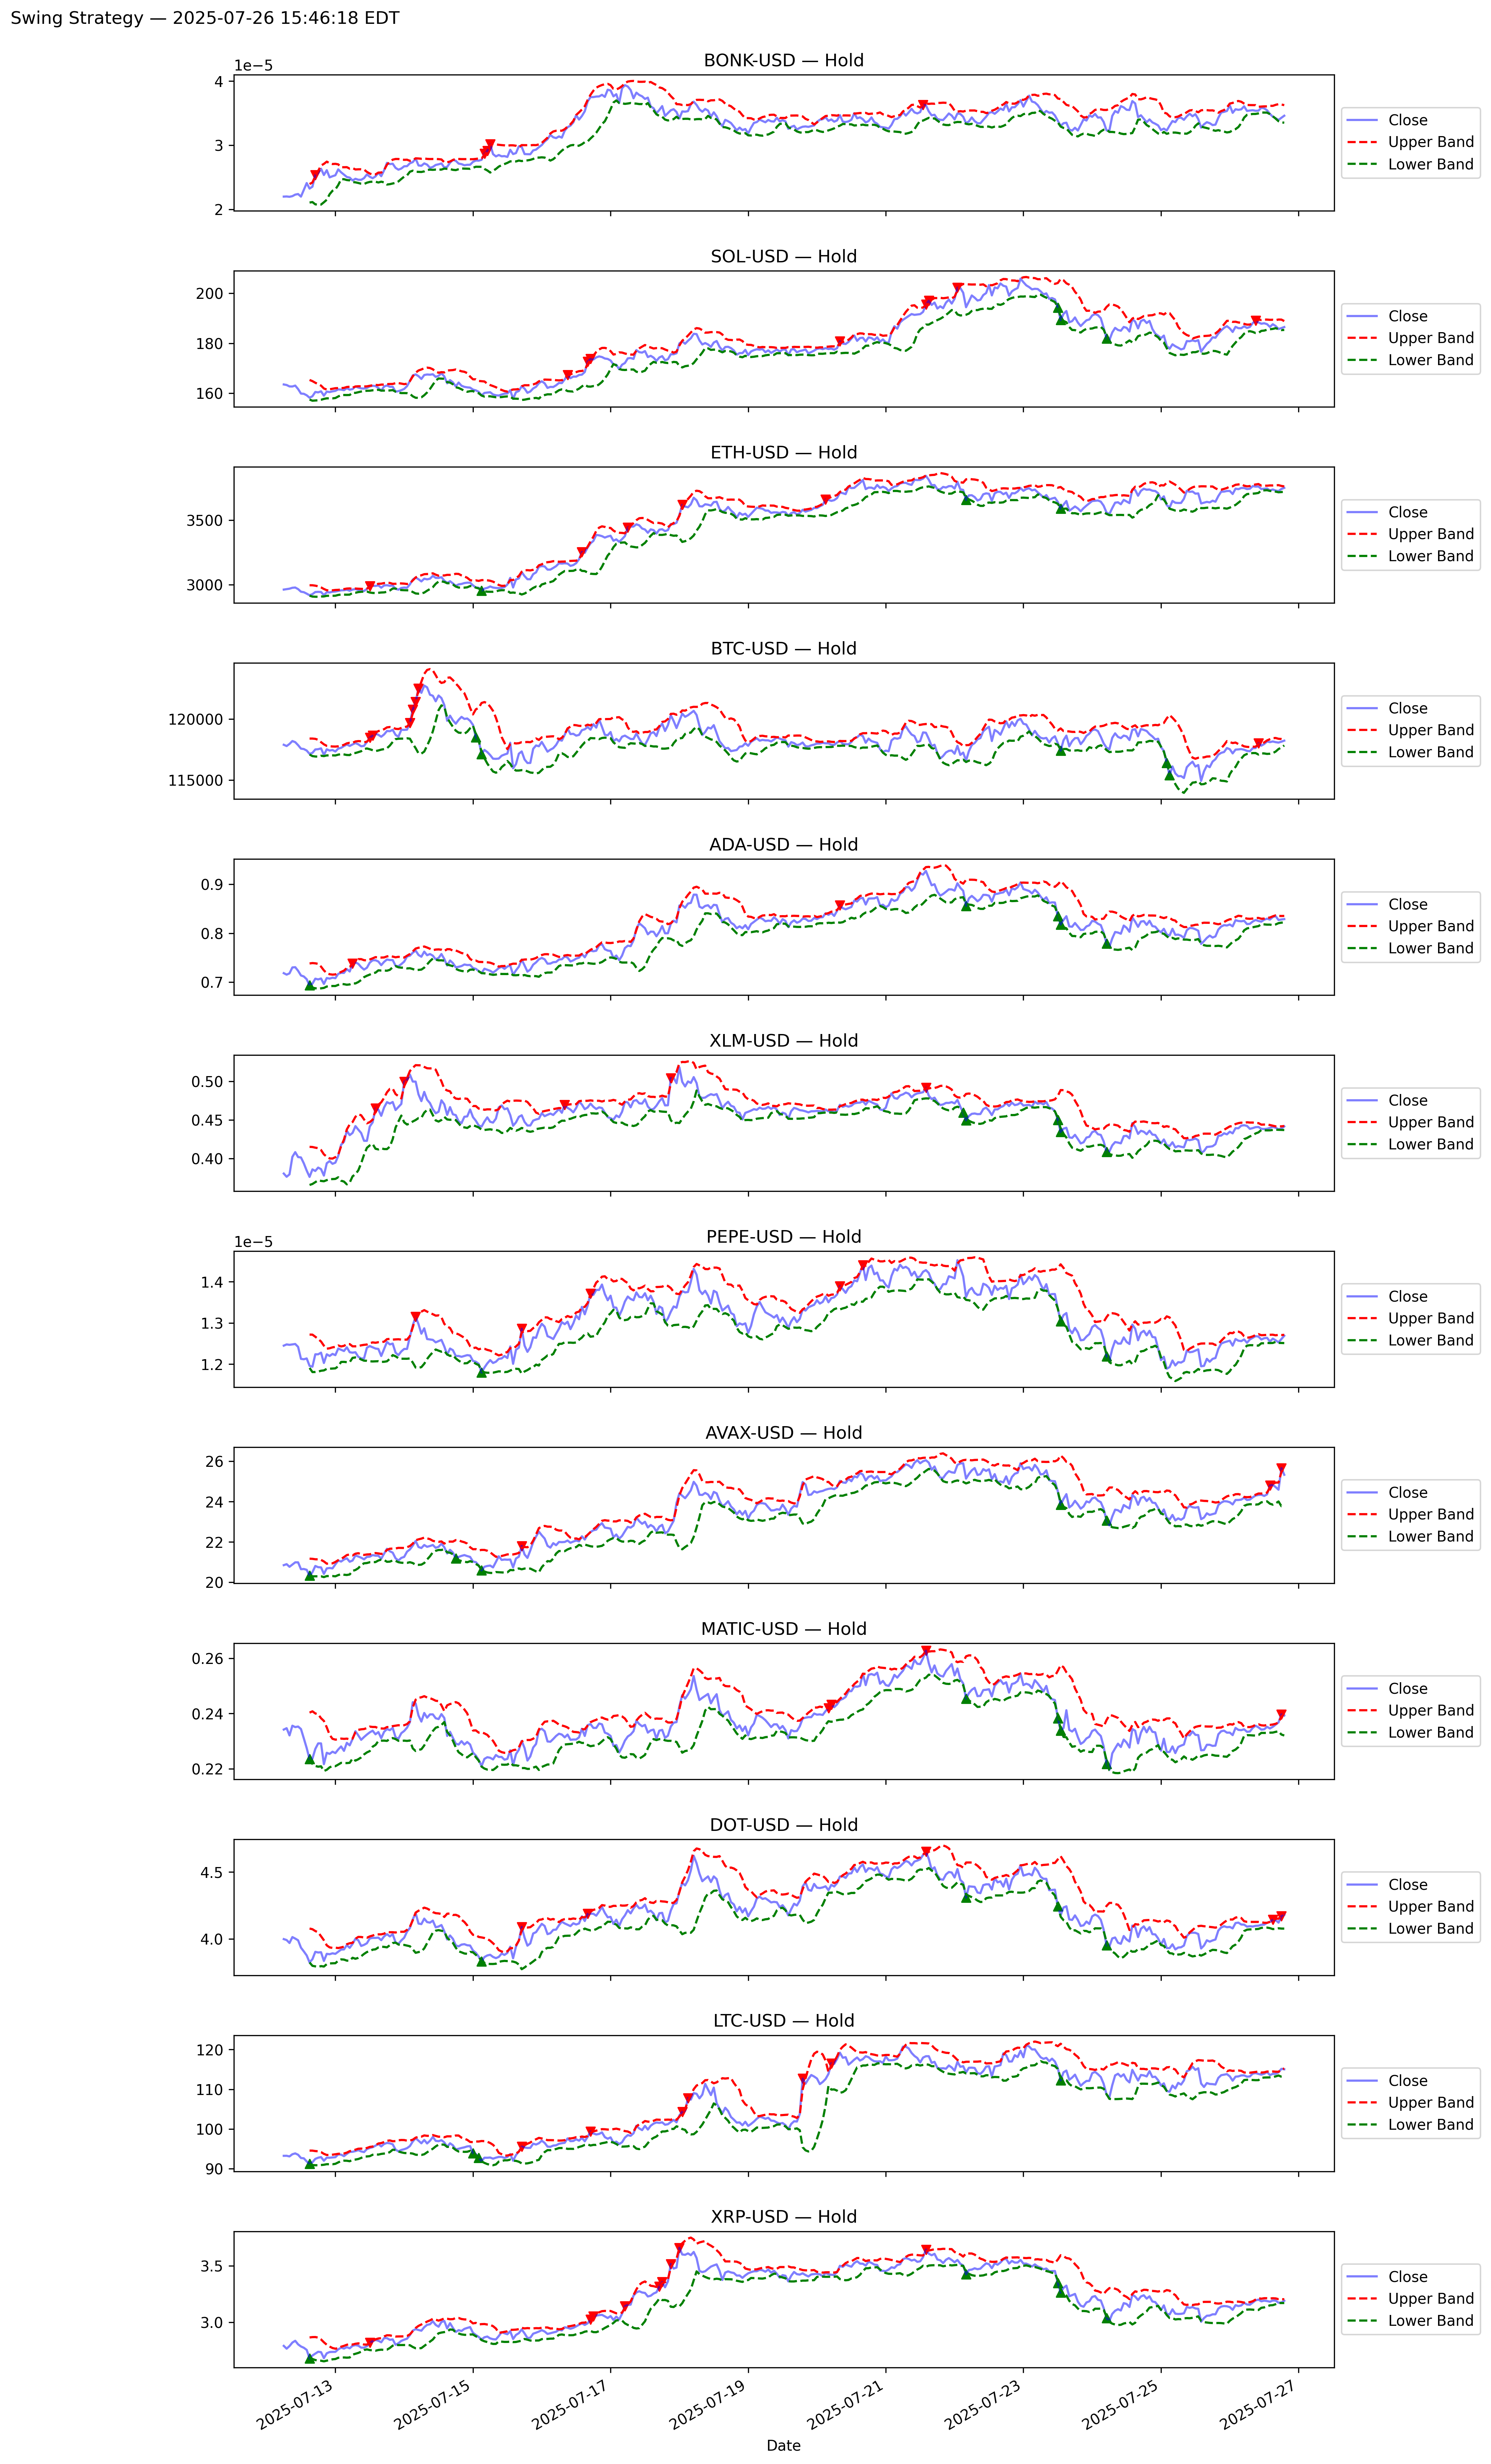 Swing Strategy — 2025-07-26 15:46:18 EDT
BONK-USD — Hold
1e−5
4
3
2
Close
Upper Band
Lower Band
SOL-USD — Hold
200
180
160
Close
Upper Band
Lower Band
ETH-USD — Hold
3500
3000
Close
Upper Band
Lower Band
BTC-USD — Hold
120000
115000
Close
Upper Band
Lower Band
ADA-USD — Hold
0.9
0.8
0.7
Close
Upper Band
Lower Band
XLM-USD — Hold
0.50
0.45
0.40
Close
Upper Band
Lower Band
PEPE-USD — Hold
1e−5
1.4
1.3
1.2
Close
Upper Band
Lower Band
AVAX-USD — Hold
26
24
22
20
Close
Upper Band
Lower Band
MATIC-USD — Hold
0.26
0.24
0.22
Close
Upper Band
Lower Band
DOT-USD — Hold
4.5
4.0
Close
Upper Band
Lower Band
LTC-USD — Hold
120
110
100
90
Close
Upper Band
Lower Band
XRP-USD — Hold
3.5
3.0
Close
Upper Band
Lower Band
2025-07-13
2025-07-15
2025-07-17
2025-07-19
2025-07-21
2025-07-23
2025-07-25
2025-07-27
Date